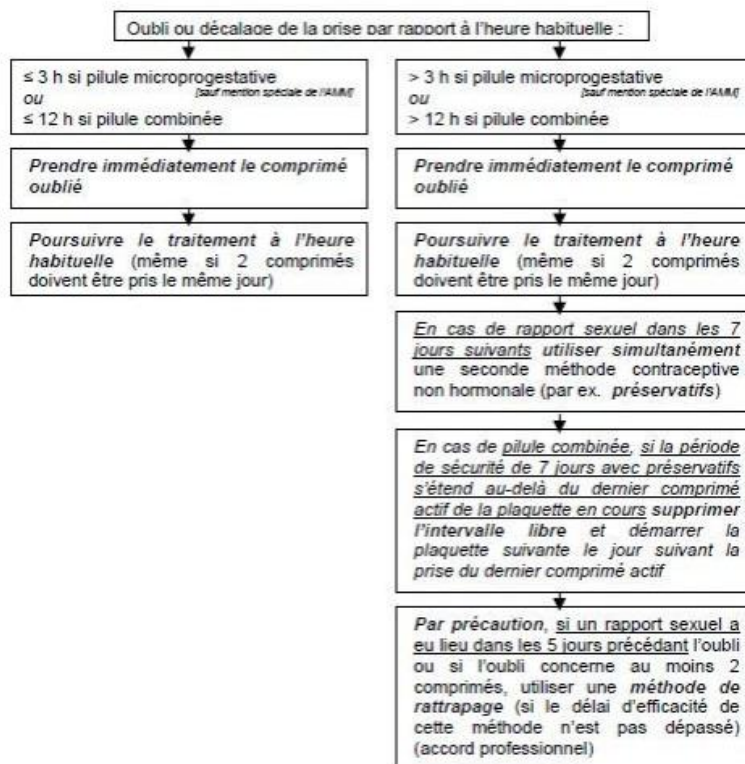 Oubli ou décalage de la prise par rapport à l'heure habituelle :
≤ 3 h si pilule microprogestative
[sauf mention spéciale de l'AMM]
ou
≤ 12 h si pilule combinée
Prendre immédiatement le comprimé
oublié
Poursuivre le traitement à l'heure
habituelle (même si 2 comprimés
doivent être pris le même jour)
> 3 h si pilule microprogestative
[sauf mention spéciale de l'AMM]
ou
> 12 h si pilule combinée
Prendre immédiatement le comprimé
oublié
Poursuivre le traitement à l'heure
habituelle (même si 2 comprimés
doivent être pris le même jour)
En cas de rapport sexuel dans les 7
jours suivants utiliser simultanément
une seconde méthode contraceptive
non hormonale (par ex. préservatifs)
En cas de pilule combinée, si la période
de sécurité de 7 jours avec préservatifs
s'étend au-delà du dernier comprimé
actif de la plaquette en cours supprimer
l'intervalle libre et démarrer la
plaquette suivante le jour suivant la
prise du dernier comprimé actif
Par précaution, si un rapport sexuel a
eu lieu dans les 5 jours précédant l'oubli
ou si l'oubli concerne au moins 2
comprimés, utiliser une méthode de
rattrapage (si le délai d'efficacité de
cette méthode n'est pas dépassé)
(accord professionnel)